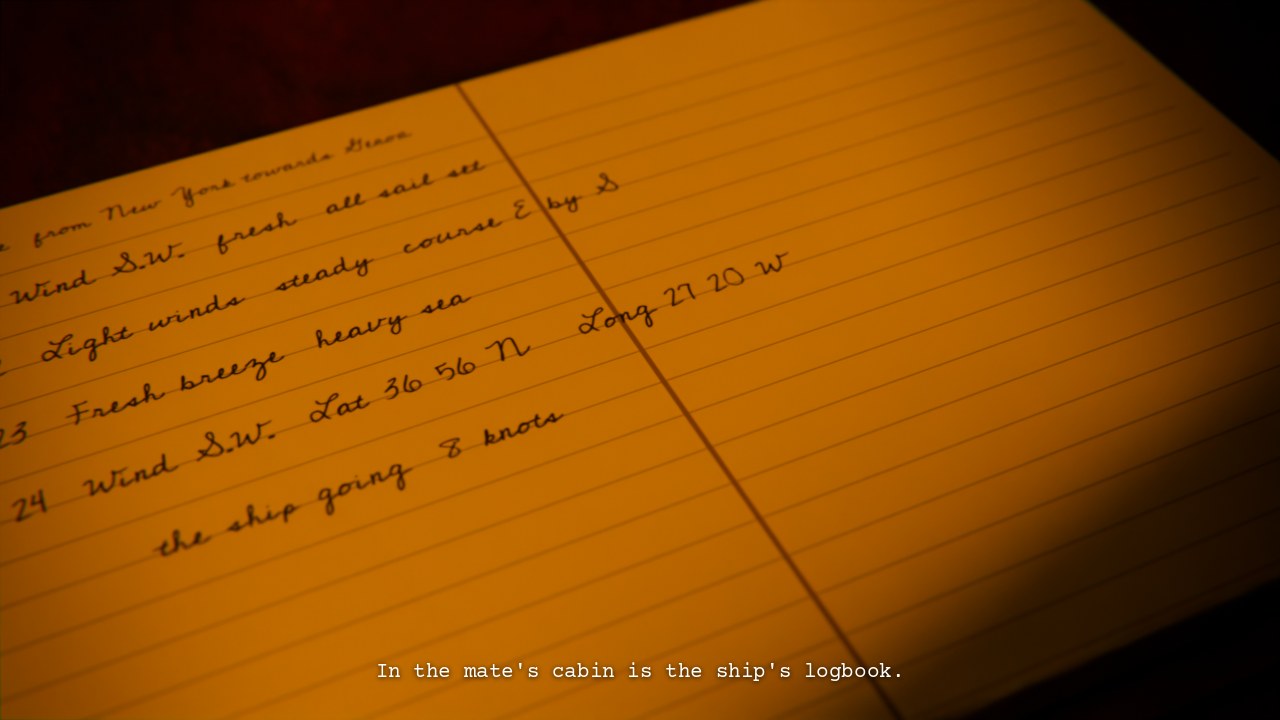 from New York towards Genoa
Wind S.W. fresh all sail set
Light winds steady course E by S
23 Fresh breeze heavy sea
24 Wind S.W. Lat 36 56 N Long 27 20 W
the ship going 8 knots
In the mate's cabin is the ship's logbook.